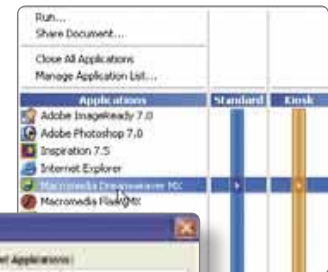 Run...
Share Document...
Close All Applications
Manage Application List...
Applications Standard Kiosk
Adobe ImageReady 7.0
Adobe Photoshop 7.0
Inspiration 7.5
Internet Explorer
Macromedia Dreamweaver MX
Macromedia Flash MX
Applications: